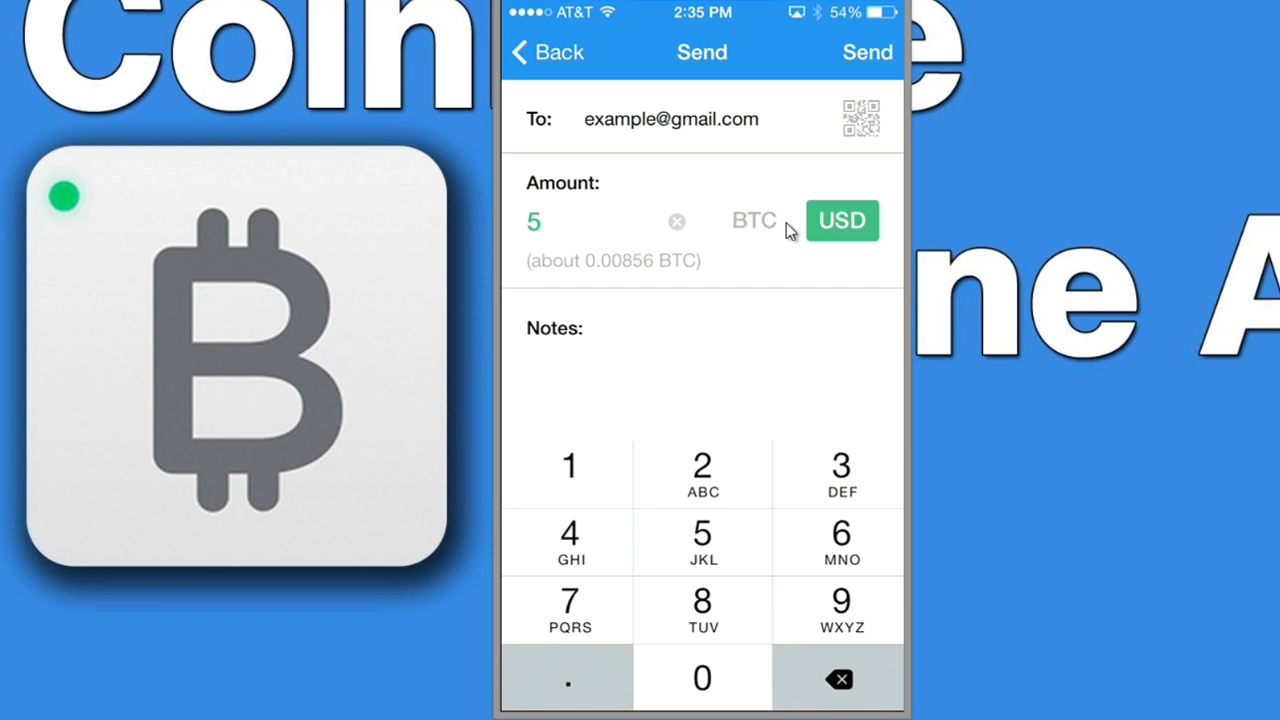 Coin
e
ne A
AT&T 2:35 PM 54%
Back Send Send
To: example@gmail.com
Amount:
5 BTC USD
(about 0.00856 BTC)
Notes:
1 2 3
ABC DEF
4 5 6
GHI JKL MNO
7 8 9
PQRS TUV WXYZ
. 0